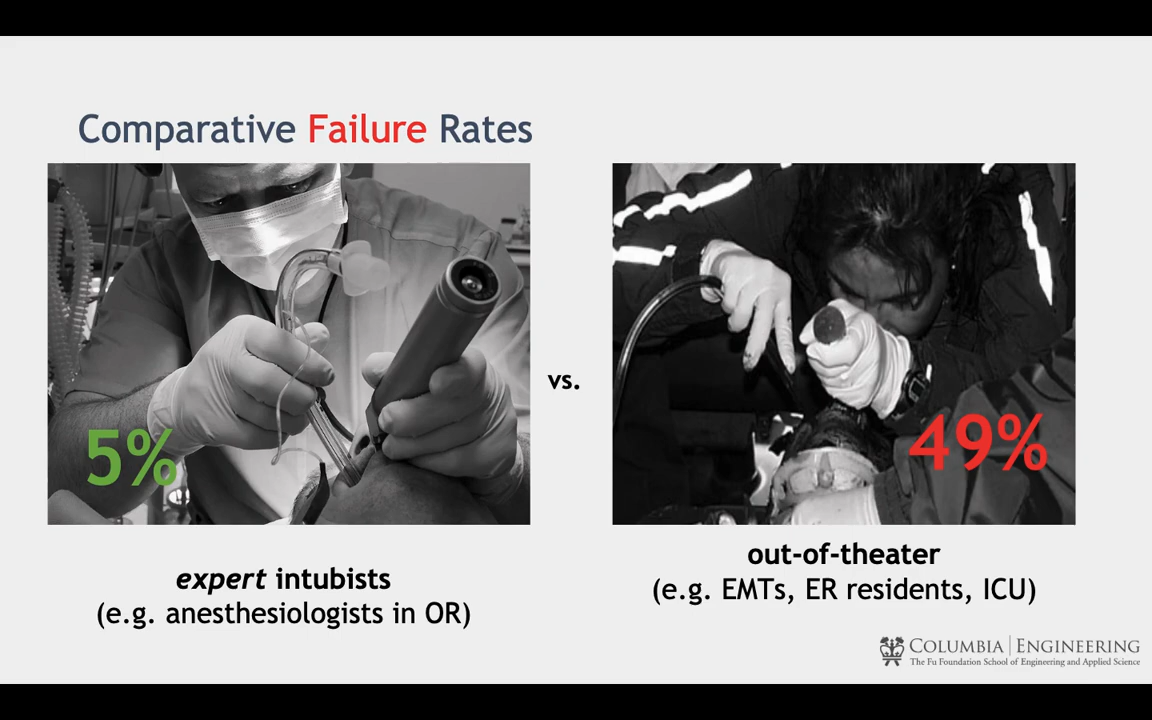 Comparative Failure Rates
5%
vs.
49%
expert intubists
(e.g. anesthesiologists in OR)
out-of-theater
(e.g. EMTs, ER residents, ICU)
COLUMBIA | ENGINEERING
The Fu Foundation School of Engineering and Applied Science